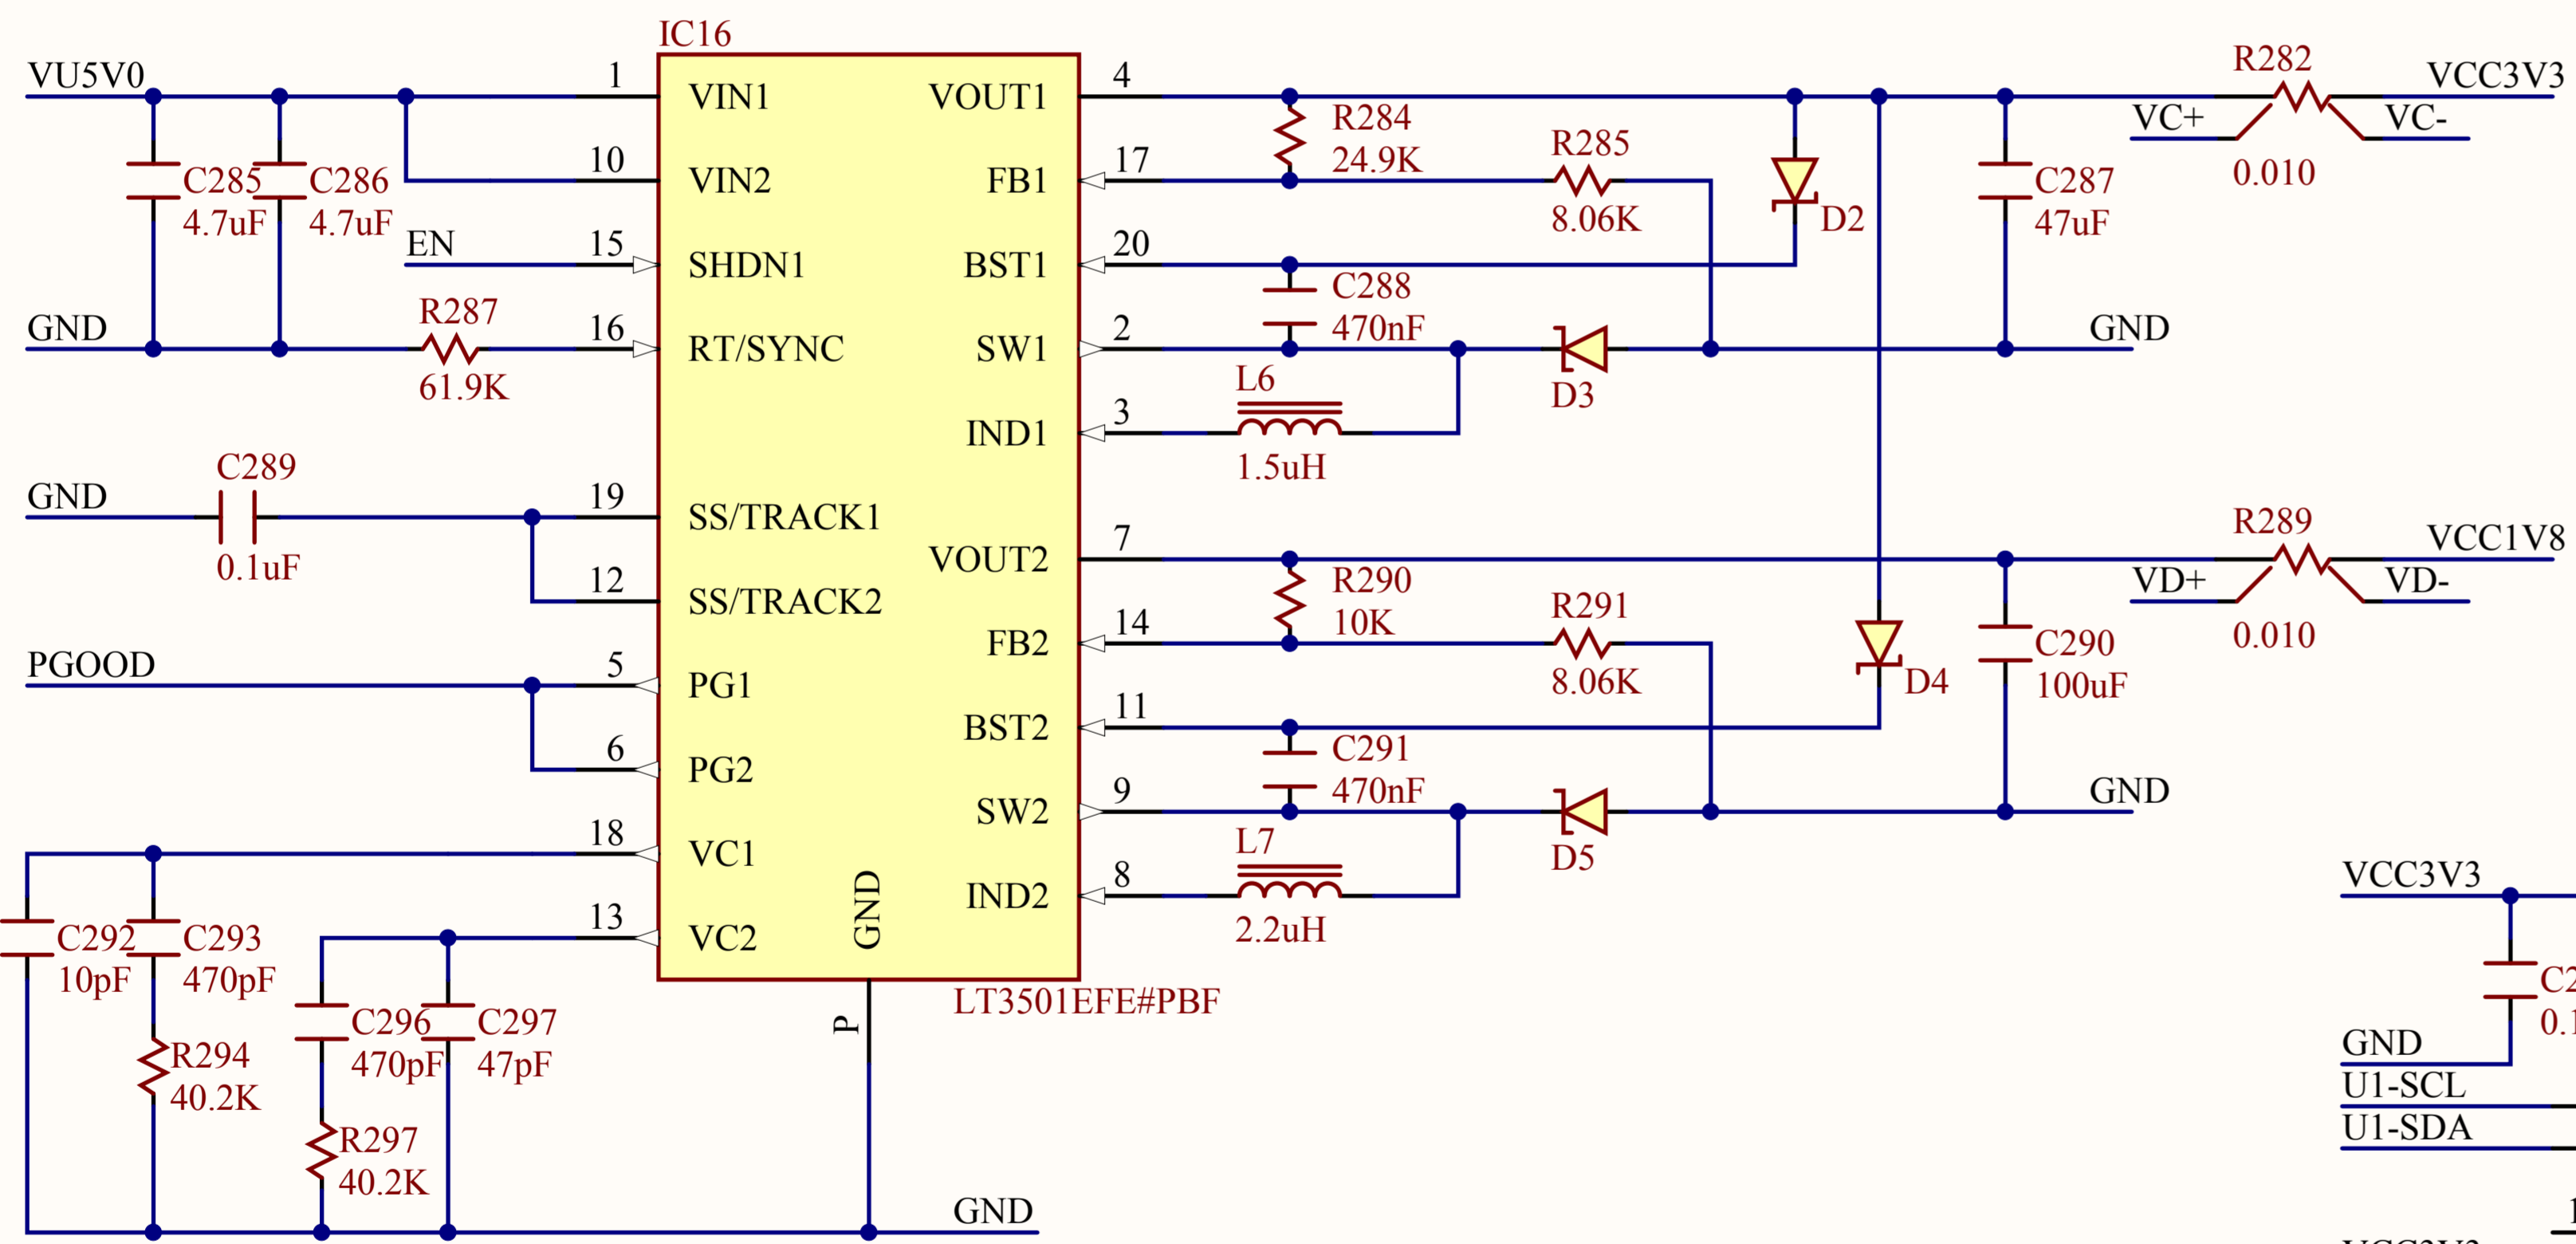 IC16
VU5V0
1
VIN1
VOUT1
4
R282
VCC3V3
VC+
VC-
0.010
10
VIN2
FB1
17
R284
24.9K
R285
8.06K
C285
4.7uF
C286
4.7uF
D2
C287
47uF
EN
15
SHDN1
BST1
20
C288
470nF
GND
R287
61.9K
16
RT/SYNC
SW1
2
D3
GND
IND1
3
L6
1.5uH
GND
C289
0.1uF
19
SS/TRACK1
12
SS/TRACK2
VOUT2
7
R289
VCC1V8
VD+
VD-
0.010
R290
10K
FB2
14
R291
8.06K
D4
C290
100uF
PGOOD
5
PG1
6
PG2
BST2
11
C291
470nF
SW2
9
D5
GND
18
VC1
13
VC2
GND
IND2
8
L7
2.2uH
C292
10pF
C293
470pF
C296
470pF
C297
47pF
R294
40.2K
R297
40.2K
P
LT3501EFE#PBF
GND
VCC3V3
GND
U1-SCL
U1-SDA